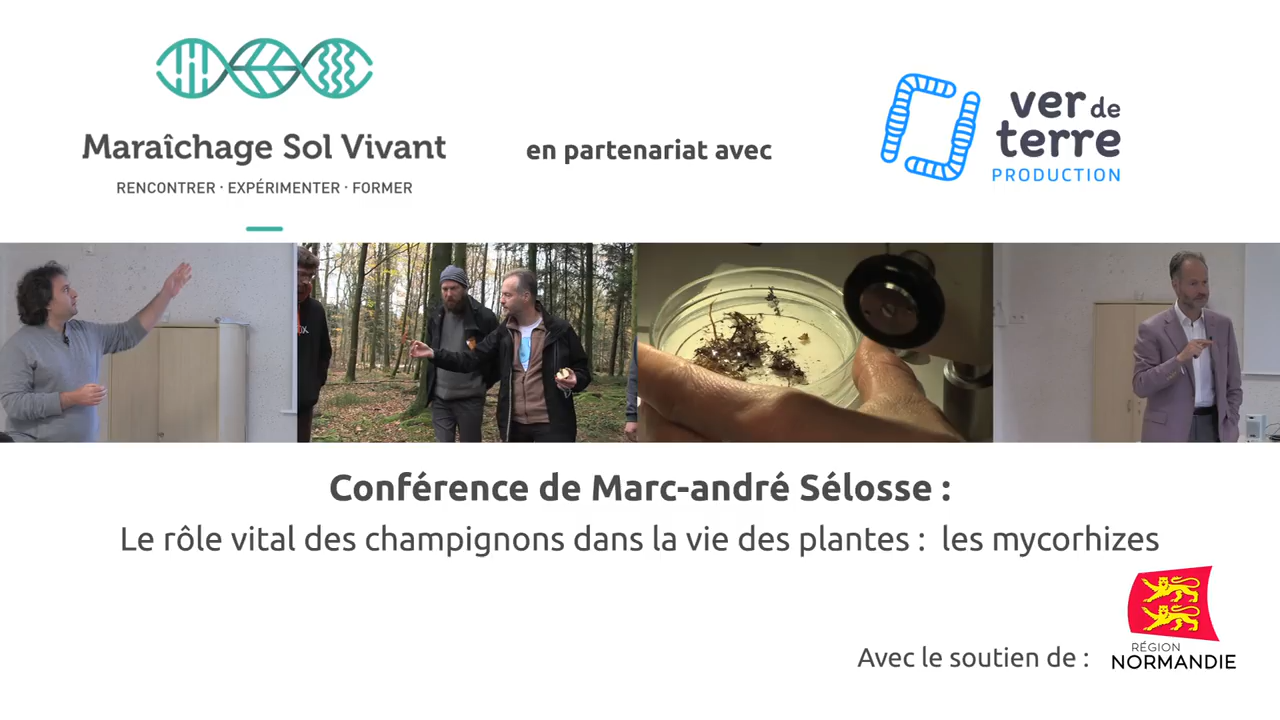 Maraîchage Sol Vivant
RENCONTRER · EXPÉRIMENTER · FORMER
en partenariat avec
ver de
terre
PRODUCTION
Conférence de Marc-andré Sélosse :
Le rôle vital des champignons dans la vie des plantes : les mycorhizes
Avec le soutien de :
RÉGION
NORMANDIE